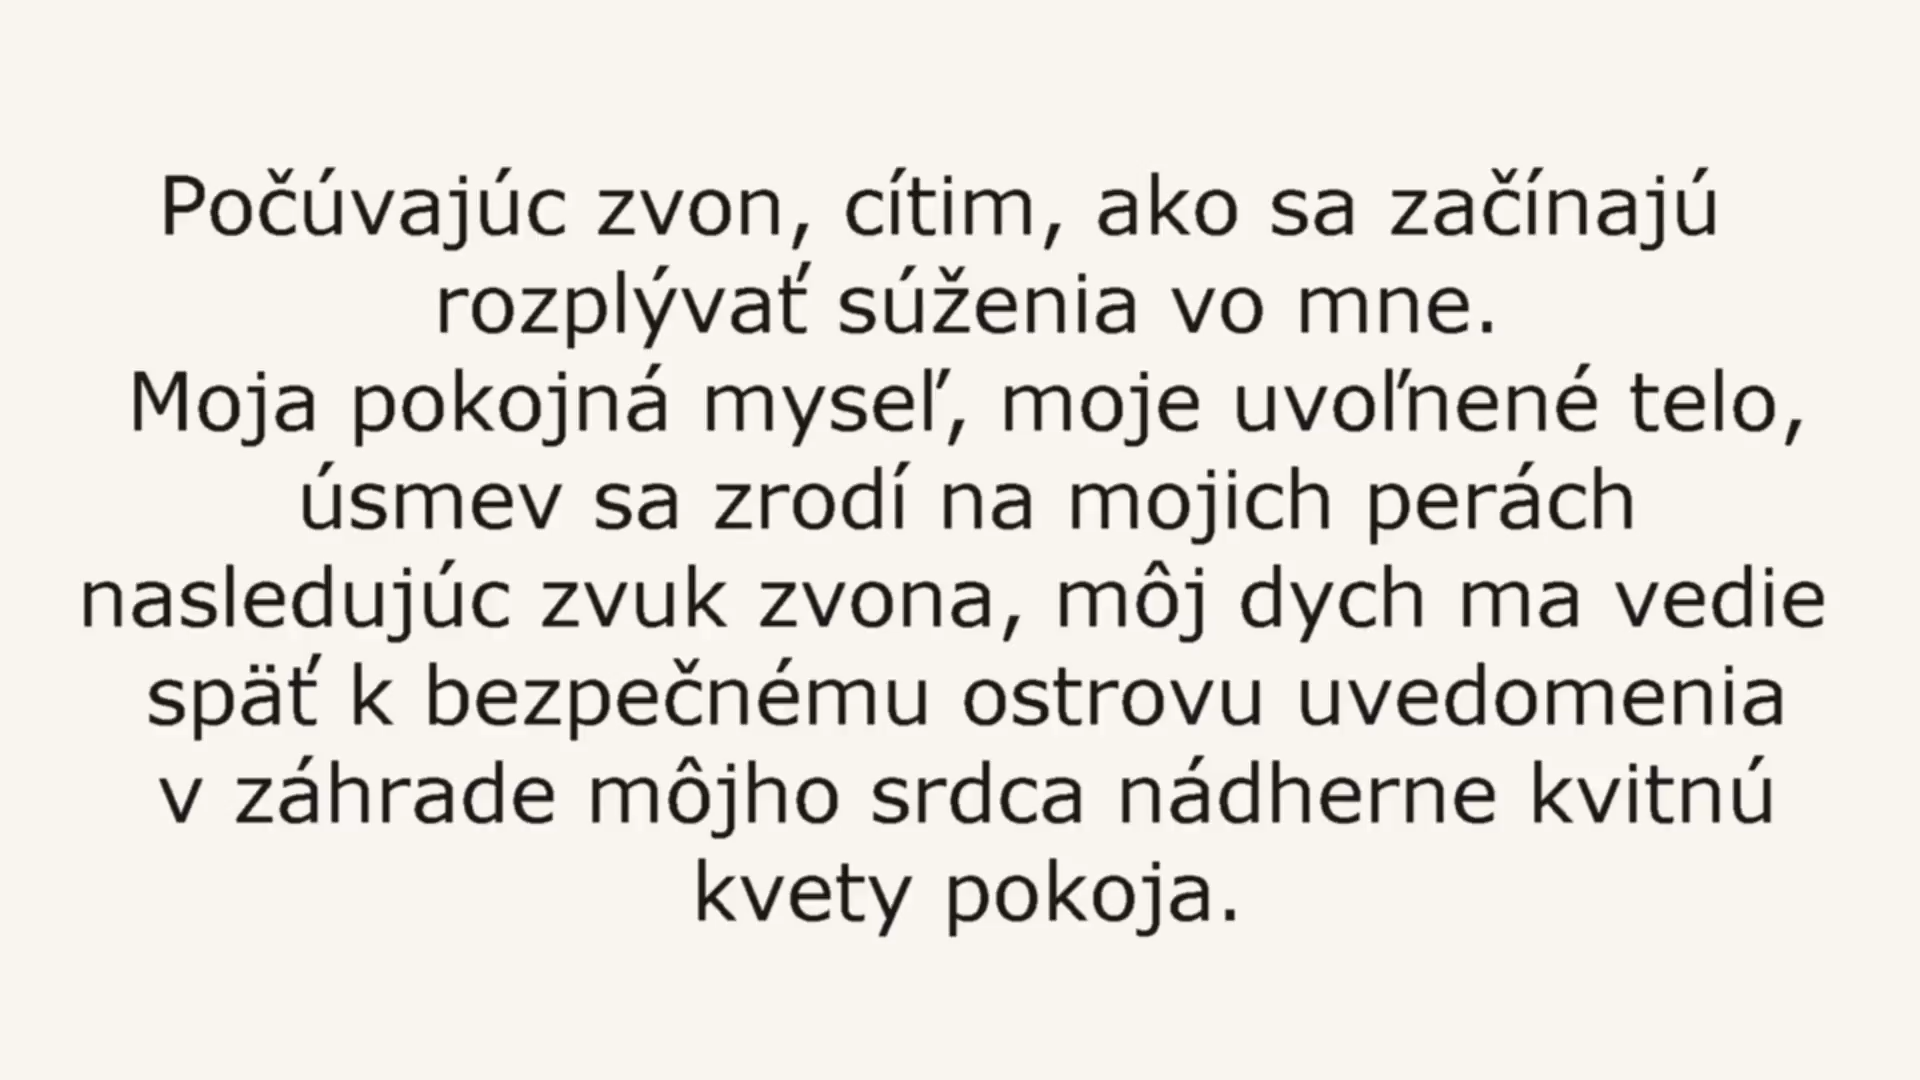 Počúvajúc zvon, cítim, ako sa začínajú
rozplývať súženia vo mne.
Moja pokojná myseľ, moje uvoľnené telo,
úsmev sa zrodí na mojich perách
nasledujúc zvuk zvona, môj dych ma vedie
späť k bezpečnému ostrovu uvedomenia
v záhrade môjho srdca nádherne kvitnú
kvety pokoja.